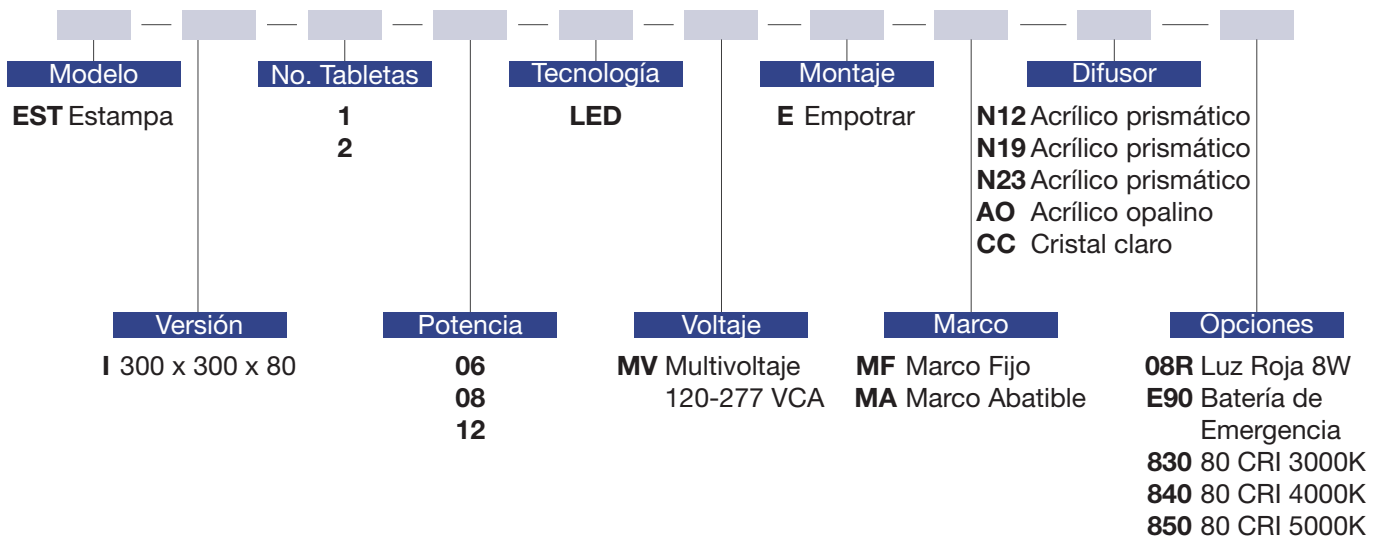 Modelo
EST Estampa
No. Tabletas
1
2
Tecnología
LED
Montaje
E Empotrar
Difusor
N12 Acrílico prismático
N19 Acrílico prismático
N23 Acrílico prismático
AO Acrílico opalino
CC Cristal claro
Versión
I 300 x 300 x 80
Potencia
06
08
12
Voltaje
MV Multivoltaje
120-277 VCA
Marco
MF Marco Fijo
MA Marco Abatible
Opciones
08R Luz Roja 8W
E90 Batería de
Emergencia
830 80 CRI 3000K
840 80 CRI 4000K
850 80 CRI 5000K